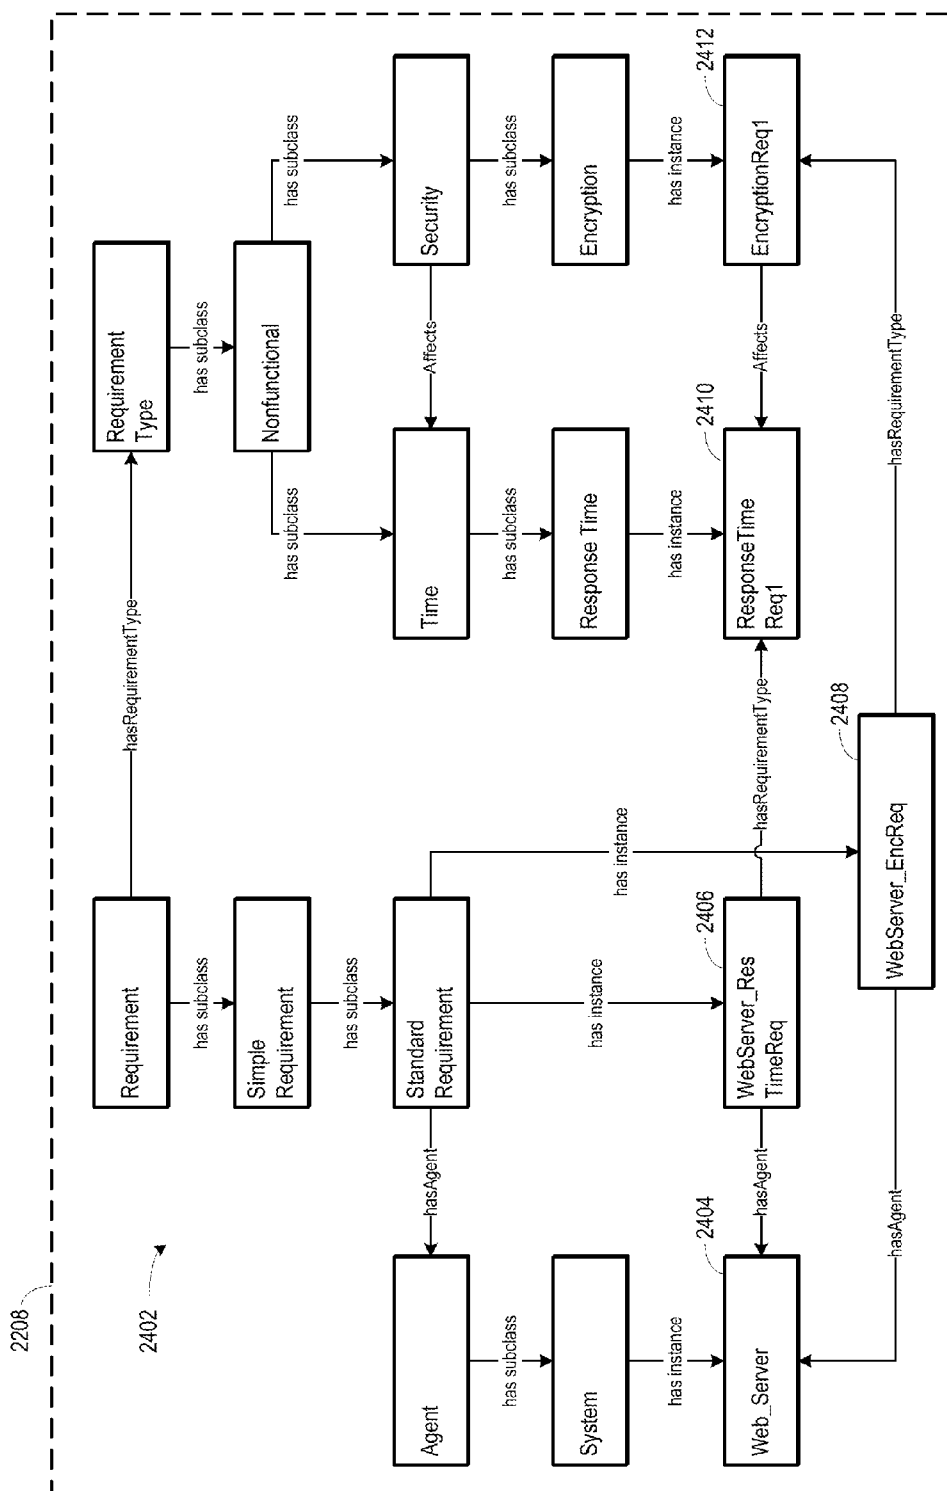 2208
2402
Requirement
hasRequirementType
Requirement
Type
has subclass
has subclass
Simple
Requirement
Nonfunctional
has subclass
has subclass
has subclass
Agent
hasAgent
Standard
Requirement
Time
Affects
Security
has subclass
has instance
has instance
has subclass
has subclass
System
Response Time
Encryption
has instance
has instance
has instance
2404
2406
2410
2412
Web_Server
hasAgent
WebServer_Res
TimeReq
hasRequirementType
ResponseTime
Req1
Affects
EncryptionReq1
2408
hasAgent
WebServer_EncReq
hasRequirementType